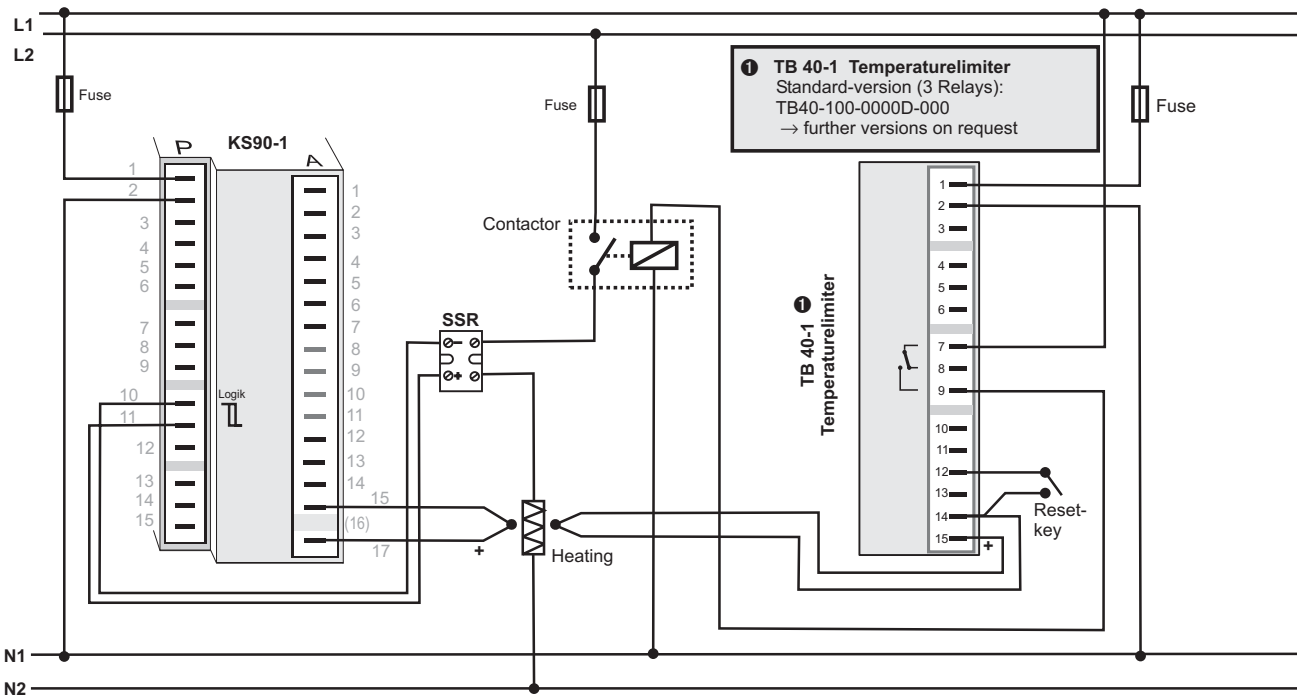 L1
L2
Fuse
Fuse
Fuse
❶ TB 40-1 Temperaturelimiter
Standard-version (3 Relays):
TB40-100-0000D-000
→ further versions on request
KS90-1
P
A
1
2
3
4
5
6
7
8
9
10
11
12
13
14
15
Logik
1
2
3
4
5
6
7
8
9
10
11
12
13
14
15
(16)
17
+
SSR
−
+
Contactor
Heating
TB 40-1 ❶
Temperaturelimiter
1
2
3
4
5
6
7
8
9
10
11
12
13
14
15
+
Reset-
key
N1
N2